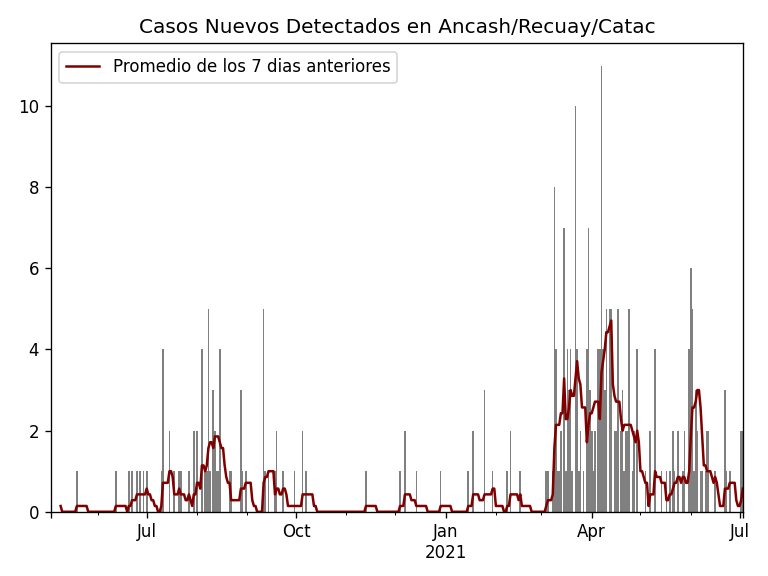 Casos Nuevos Detectados en Ancash/Recuay/Catac
Promedio de los 7 dias anteriores
10
8
6
4
2
0
Jul
Oct
Jan
Apr
Jul
2021